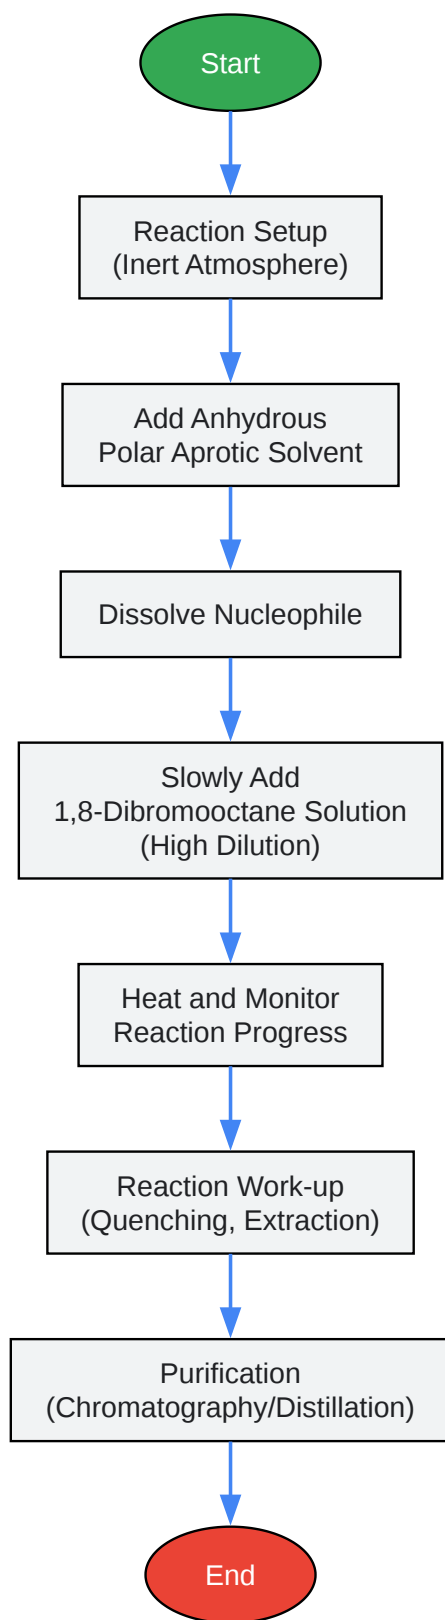 Start
Reaction Setup
(Inert Atmosphere)
Add Anhydrous
Polar Aprotic Solvent
Dissolve Nucleophile
Slowly Add
1,8-Dibromooctane Solution
(High Dilution)
Heat and Monitor
Reaction Progress
Reaction Work-up
(Quenching, Extraction)
Purification
(Chromatography/Distillation)
End